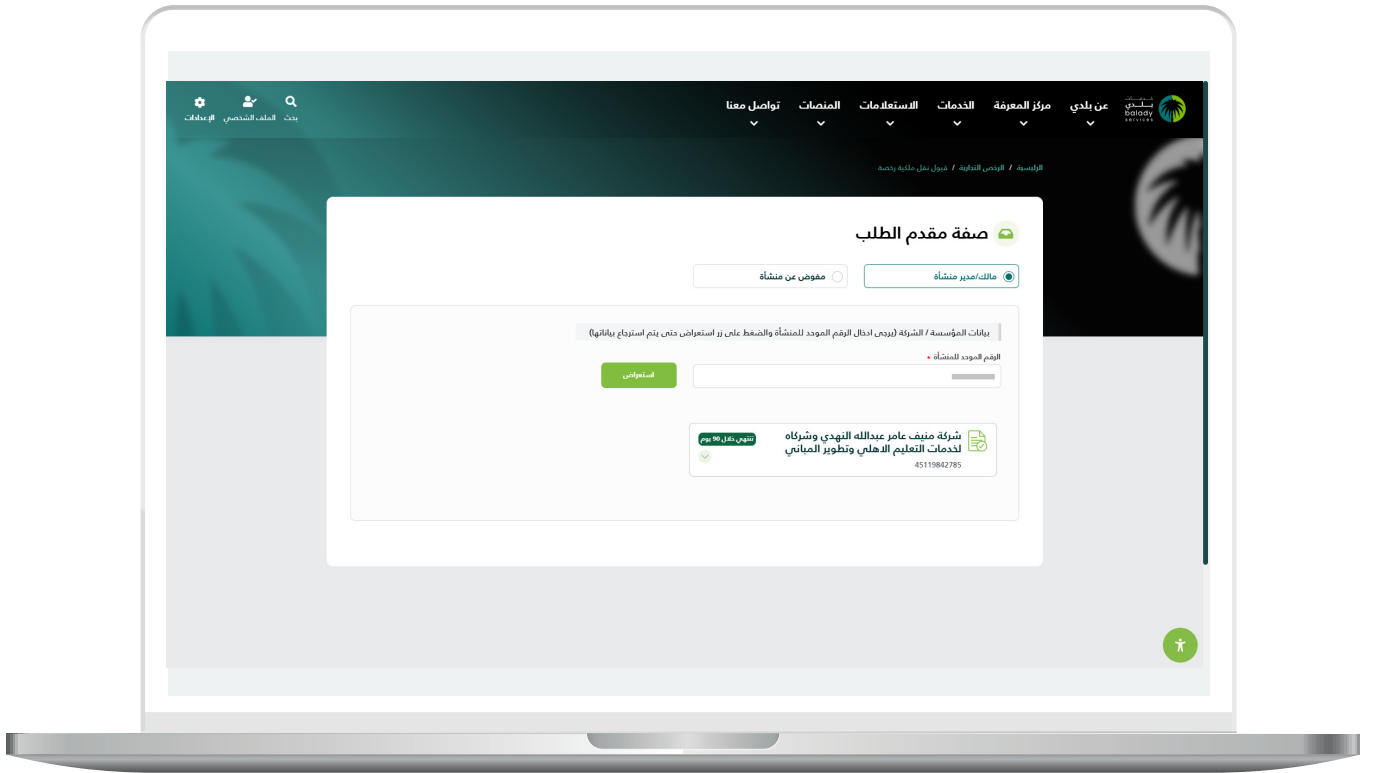 خدمات
بلدي
balady
services
عن بلدي
مركز المعرفة
الخدمات
الاستعلامات
المنصات
تواصل معنا
بحث
الملف الشخصي
الإعدادات
الرئيسية / الرخص التجارية / قبول نقل ملكية رخصة
صفة مقدم الطلب
مالك/مدير منشأة
مفوض عن منشأة
بيانات المؤسسة / الشركة (يرجى ادخال الرقم الموحد للمنشأة والضغط على زر استعراض حتى يتم استرجاع بياناتها)
الرقم الموحد للمنشأة *
استعراض
شركة منيف عامر عبدالله النهدي وشركاه
لخدمات التعليم الاهلي وتطوير المباني
تنتهي خلال 90 يوم
45119842785